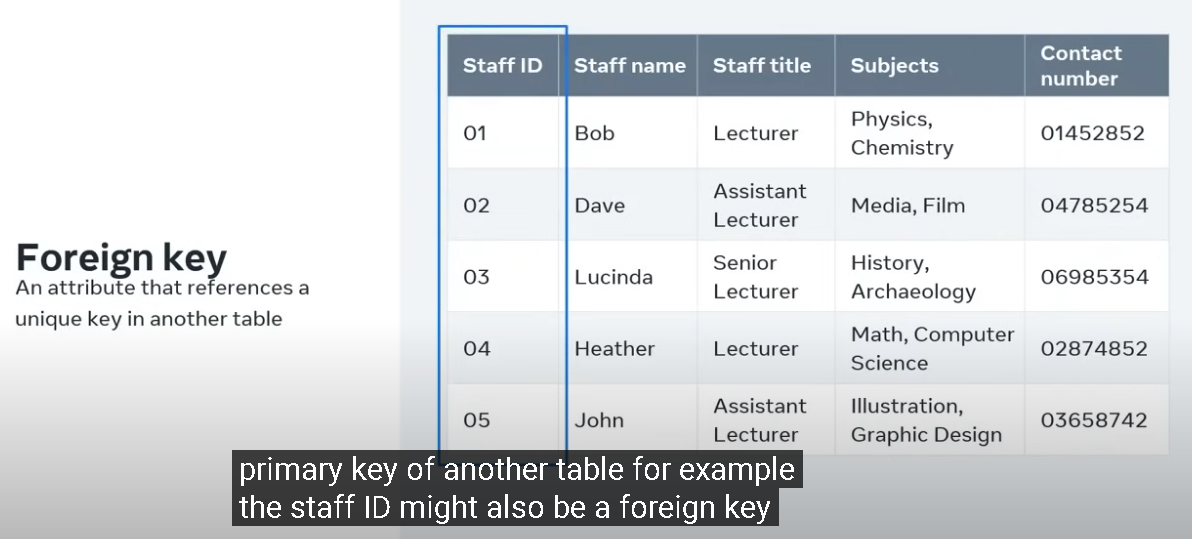 Foreign key
An attribute that references a
unique key in another table
Staff ID Staff name Staff title Subjects Contact
number
01 Bob Lecturer Physics,
Chemistry 01452852
02 Dave Assistant
Lecturer Media, Film 04785254
03 Lucinda Senior
Lecturer History,
Archaeology 06985354
04 Heather Lecturer Math, Computer
Science 02874852
05 John Assistant
Lecturer Illustration,
Graphic Design 03658742
primary key of another table for example
the staff ID might also be a foreign key